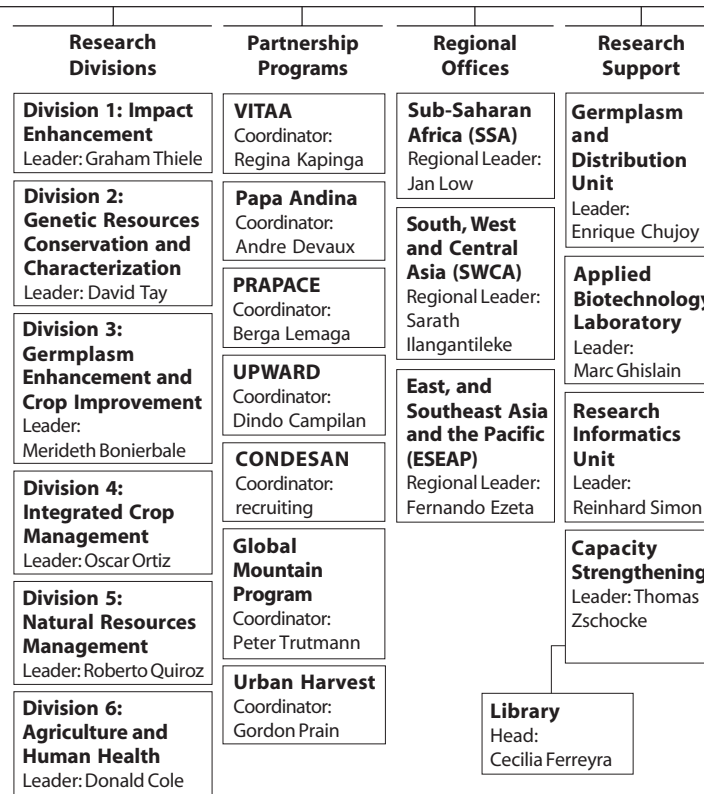 Research
Divisions
Division 1: Impact
Enhancement
Leader: Graham Thiele
Division 2:
Genetic Resources
Conservation and
Characterization
Leader: David Tay
Division 3:
Germplasm
Enhancement and
Crop Improvement
Leader:
Merideth Bonierbale
Division 4:
Integrated Crop
Management
Leader: Oscar Ortiz
Division 5:
Natural Resources
Management
Leader: Roberto Quiroz
Division 6:
Agriculture and
Human Health
Leader: Donald Cole
Partnership
Programs
VITAA
Coordinator:
Regina Kapinga
Papa Andina
Coordinator:
Andre Devaux
PRAPACE
Coordinator:
Berga Lemaga
UPWARD
Coordinator:
Dindo Campilan
CONDESAN
Coordinator:
recruiting
Global
Mountain
Program
Coordinator:
Peter Trutmann
Urban Harvest
Coordinator:
Gordon Prain
Regional
Offices
Sub-Saharan
Africa (SSA)
Regional Leader:
Jan Low
South, West
and Central
Asia (SWCA)
Regional Leader:
Sarath
Ilangantileke
East, and
Southeast Asia
and the Pacific
(ESEAP)
Regional Leader:
Fernando Ezeta
Research
Support
Germplasm
and
Distribution
Unit
Leader:
Enrique Chujoy
Applied
Biotechnology
Laboratory
Leader:
Marc Ghislain
Research
Informatics
Unit
Leader:
Reinhard Simon
Capacity
Strengthening
Leader: Thomas
Zschocke
Library
Head:
Cecilia Ferreyra